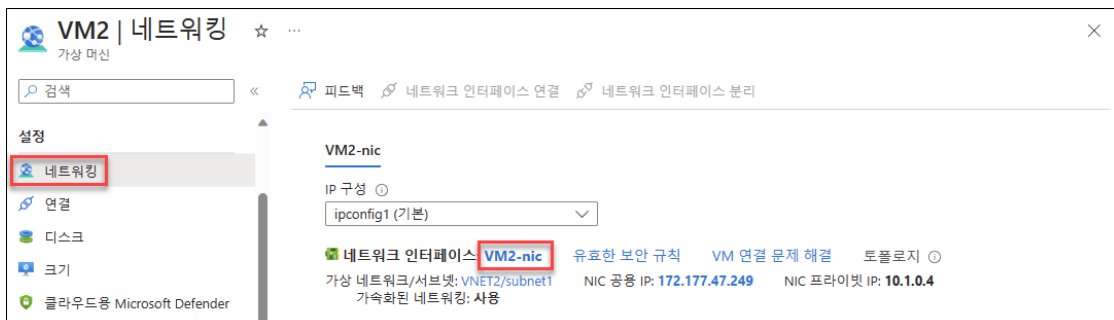 VM2 | 네트워킹
가상 머신
검색
피드백 네트워크 인터페이스 연결 네트워크 인터페이스 분리
설정
네트워킹
연결
디스크
크기
클라우드용 Microsoft Defender
VM2-nic
IP 구성
ipconfig1 (기본)
네트워크 인터페이스: VM2-nic 유효한 보안 규칙 VM 연결 문제 해결 토폴로지
가상 네트워크/서브넷: VNET2/subnet1 NIC 공용 IP: 172.177.47.249 NIC 프라이빗 IP: 10.1.0.4
가속화된 네트워킹: 사용